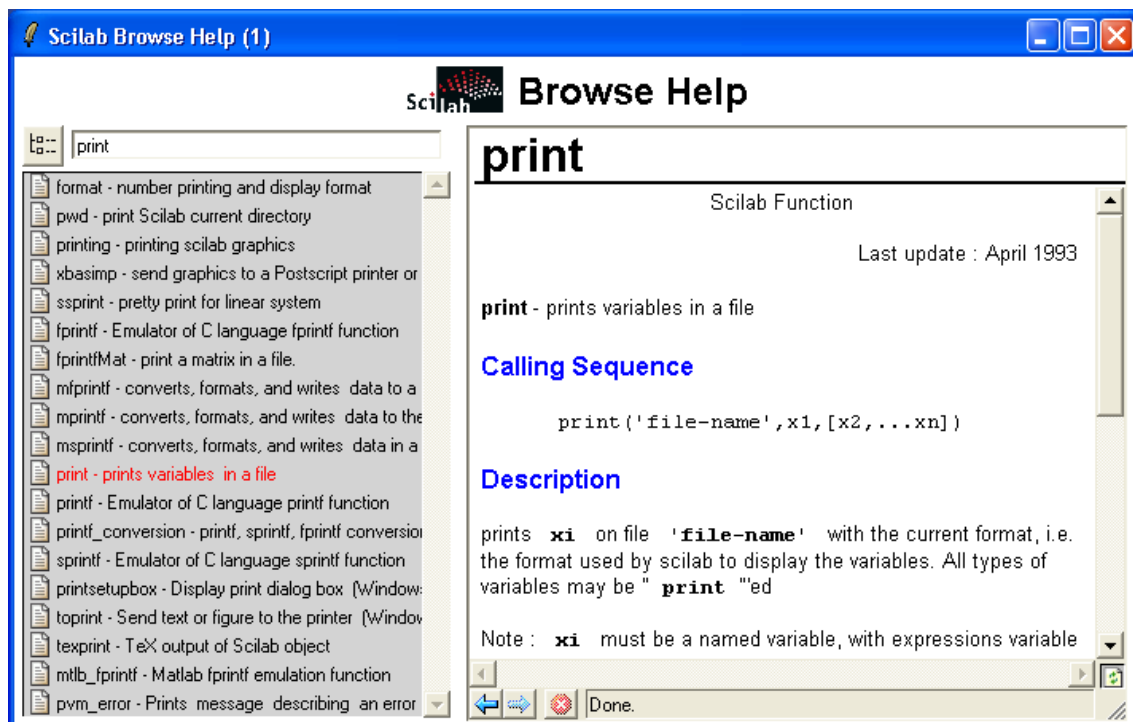 Scilab Browse Help (1)
Scilab Browse Help
print
format - number printing and display format
pwd - print Scilab current directory
printing - printing scilab graphics
xbasimp - send graphics to a Postscript printer or
ssprint - pretty print for linear system
fprintf - Emulator of C language fprintf function
fprintfMat - print a matrix in a file.
mfprintf - converts, formats, and writes data to a
mprintf - converts, formats, and writes data to the
msprintf - converts, formats, and writes data in a
print - prints variables in a file
printf - Emulator of C language printf function
printf_conversion - printf, sprintf, fprintf conversion
sprintf - Emulator of C language sprintf function
printsetupbox - Display print dialog box (Window
toprint - Send text or figure to the printer (Window
texprint - TeX output of Scilab object
mtlb_fprintf - Matlab fprintf emulation function
pvm_error - Prints message describing an error
print
Scilab Function
Last update : April 1993
print - prints variables in a file
Calling Sequence
print('file-name',x1,[x2,...xn])
Description
prints xi on file 'file-name' with the current format, i.e.
the format used by scilab to display the variables. All types of
variables may be " print "'ed
Note : xi must be a named variable, with expressions variable
Done.